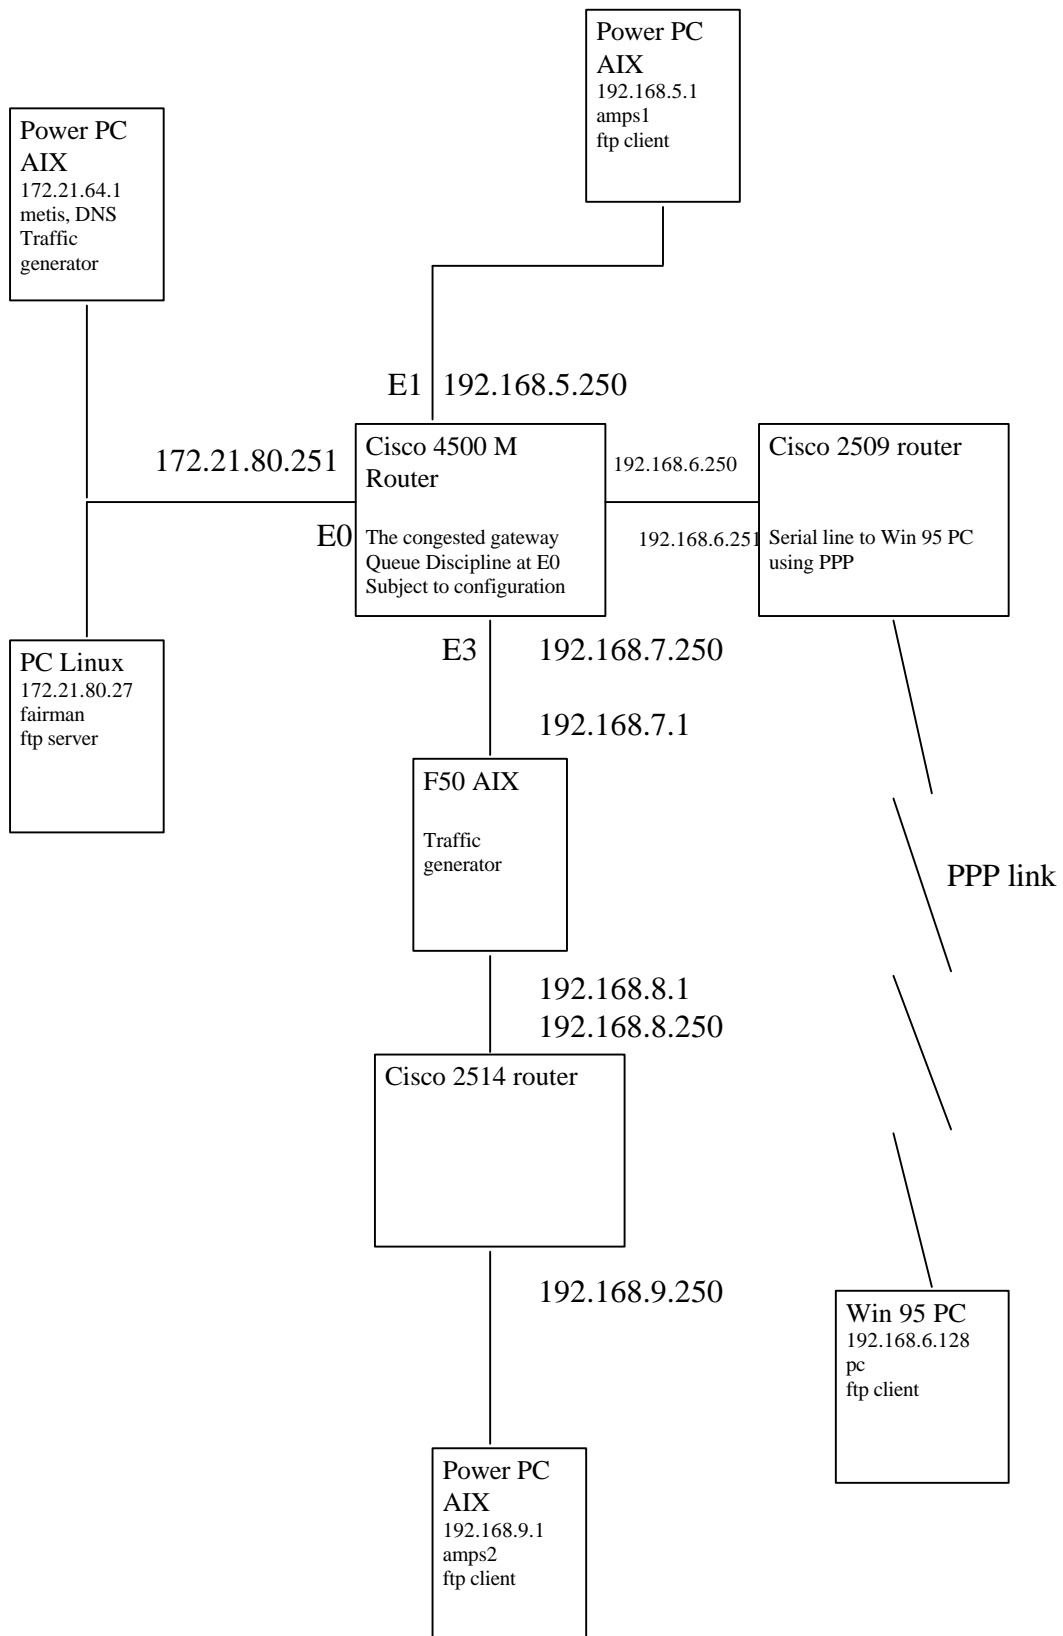 Power PC
AIX
192.168.5.1
amps1
ftp client
Power PC
AIX
172.21.64.1
metis, DNS
Traffic
generator
E1
192.168.5.250
172.21.80.251
E0
Cisco 4500 M
Router
The congested gateway
Queue Discipline at E0
Subject to configuration
192.168.6.250
192.168.6.251
Cisco 2509 router
Serial line to Win 95 PC
using PPP
PC Linux
172.21.80.27
fairman
ftp server
E3
192.168.7.250
192.168.7.1
F50 AIX
Traffic
generator
PPP link
192.168.8.1
192.168.8.250
Cisco 2514 router
192.168.9.250
Win 95 PC
192.168.6.128
pc
ftp client
Power PC
AIX
192.168.9.1
amps2
ftp client